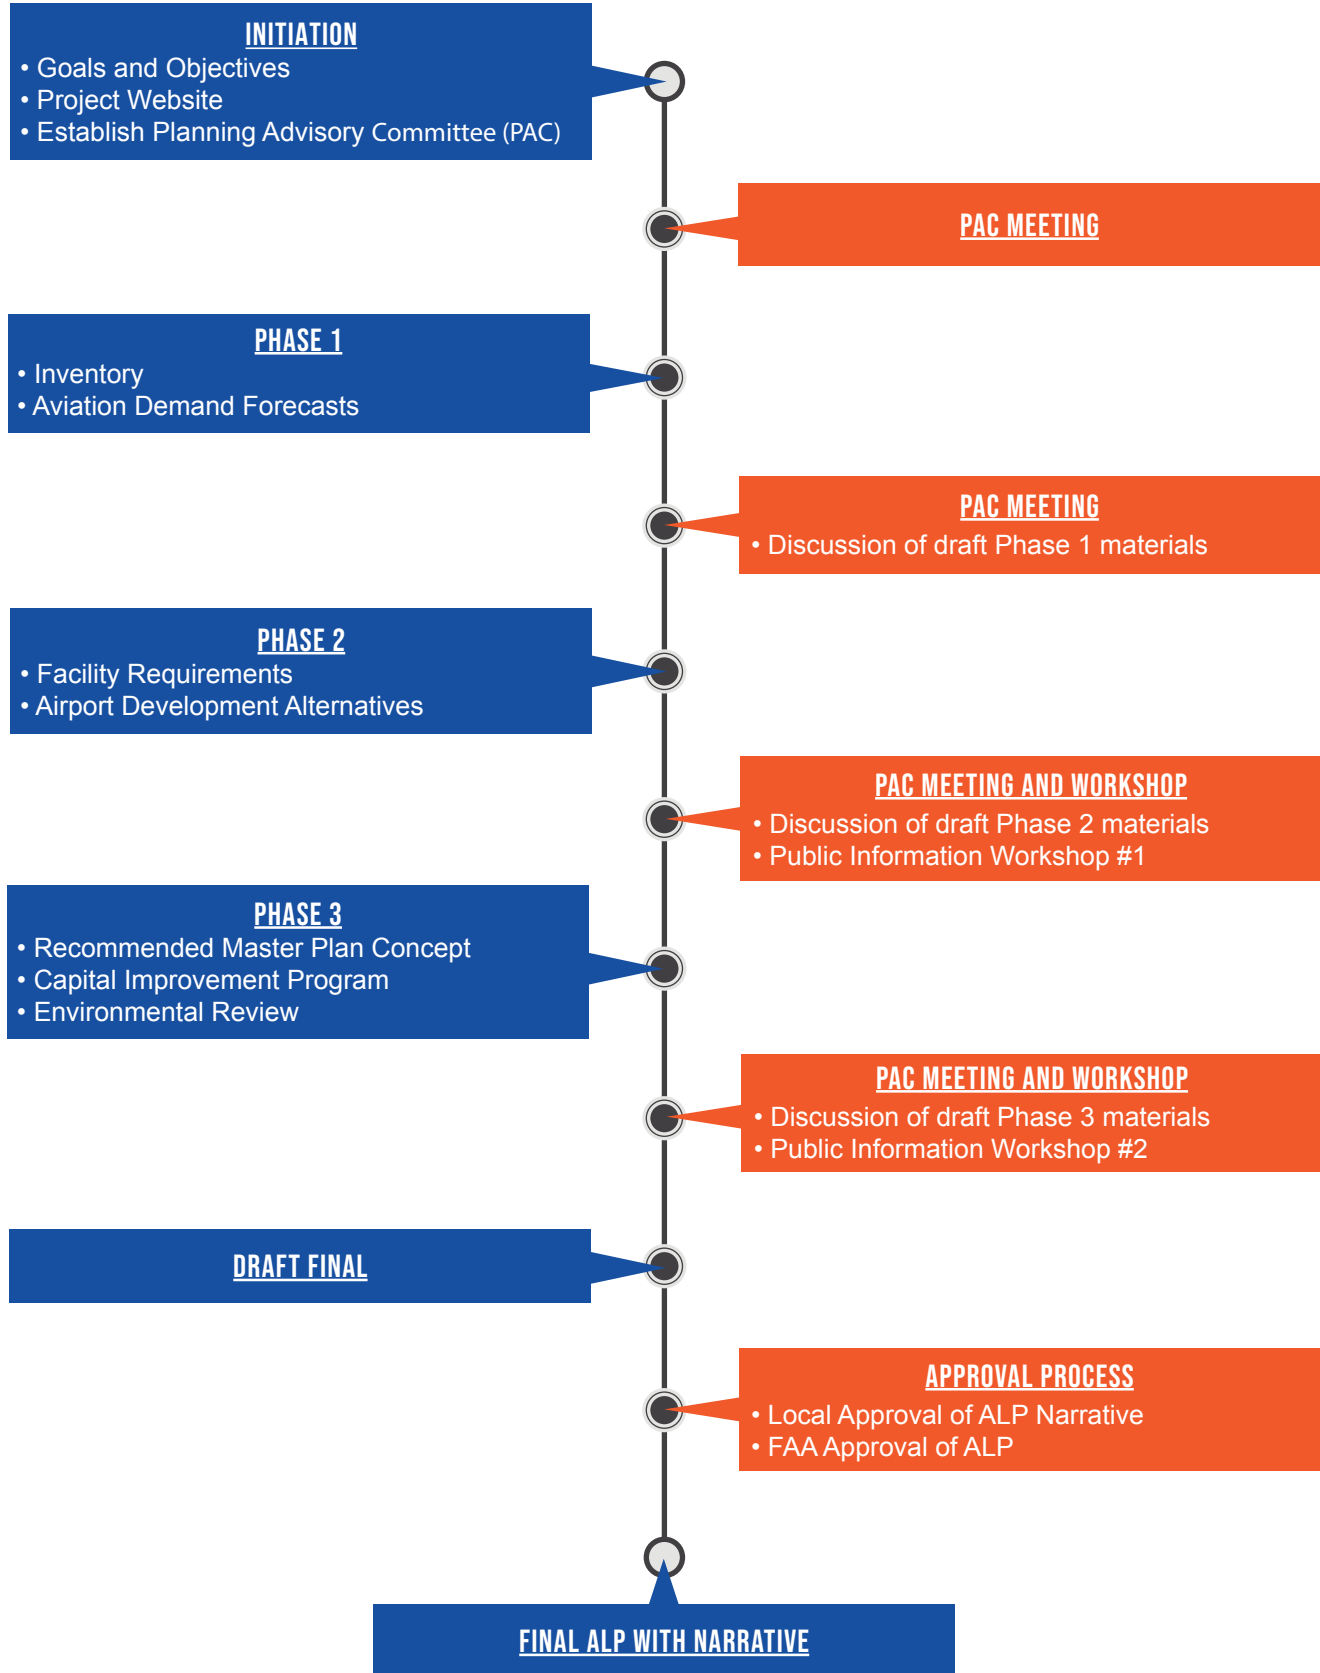 INITIATION
• Goals and Objectives
• Project Website
• Establish Planning Advisory Committee (PAC)
PAC MEETING
PHASE 1
• Inventory
• Aviation Demand Forecasts
PAC MEETING
• Discussion of draft Phase 1 materials
PHASE 2
• Facility Requirements
• Airport Development Alternatives
PAC MEETING AND WORKSHOP
• Discussion of draft Phase 2 materials
• Public Information Workshop #1
PHASE 3
• Recommended Master Plan Concept
• Capital Improvement Program
• Environmental Review
PAC MEETING AND WORKSHOP
• Discussion of draft Phase 3 materials
• Public Information Workshop #2
DRAFT FINAL
APPROVAL PROCESS
• Local Approval of ALP Narrative
• FAA Approval of ALP
FINAL ALP WITH NARRATIVE